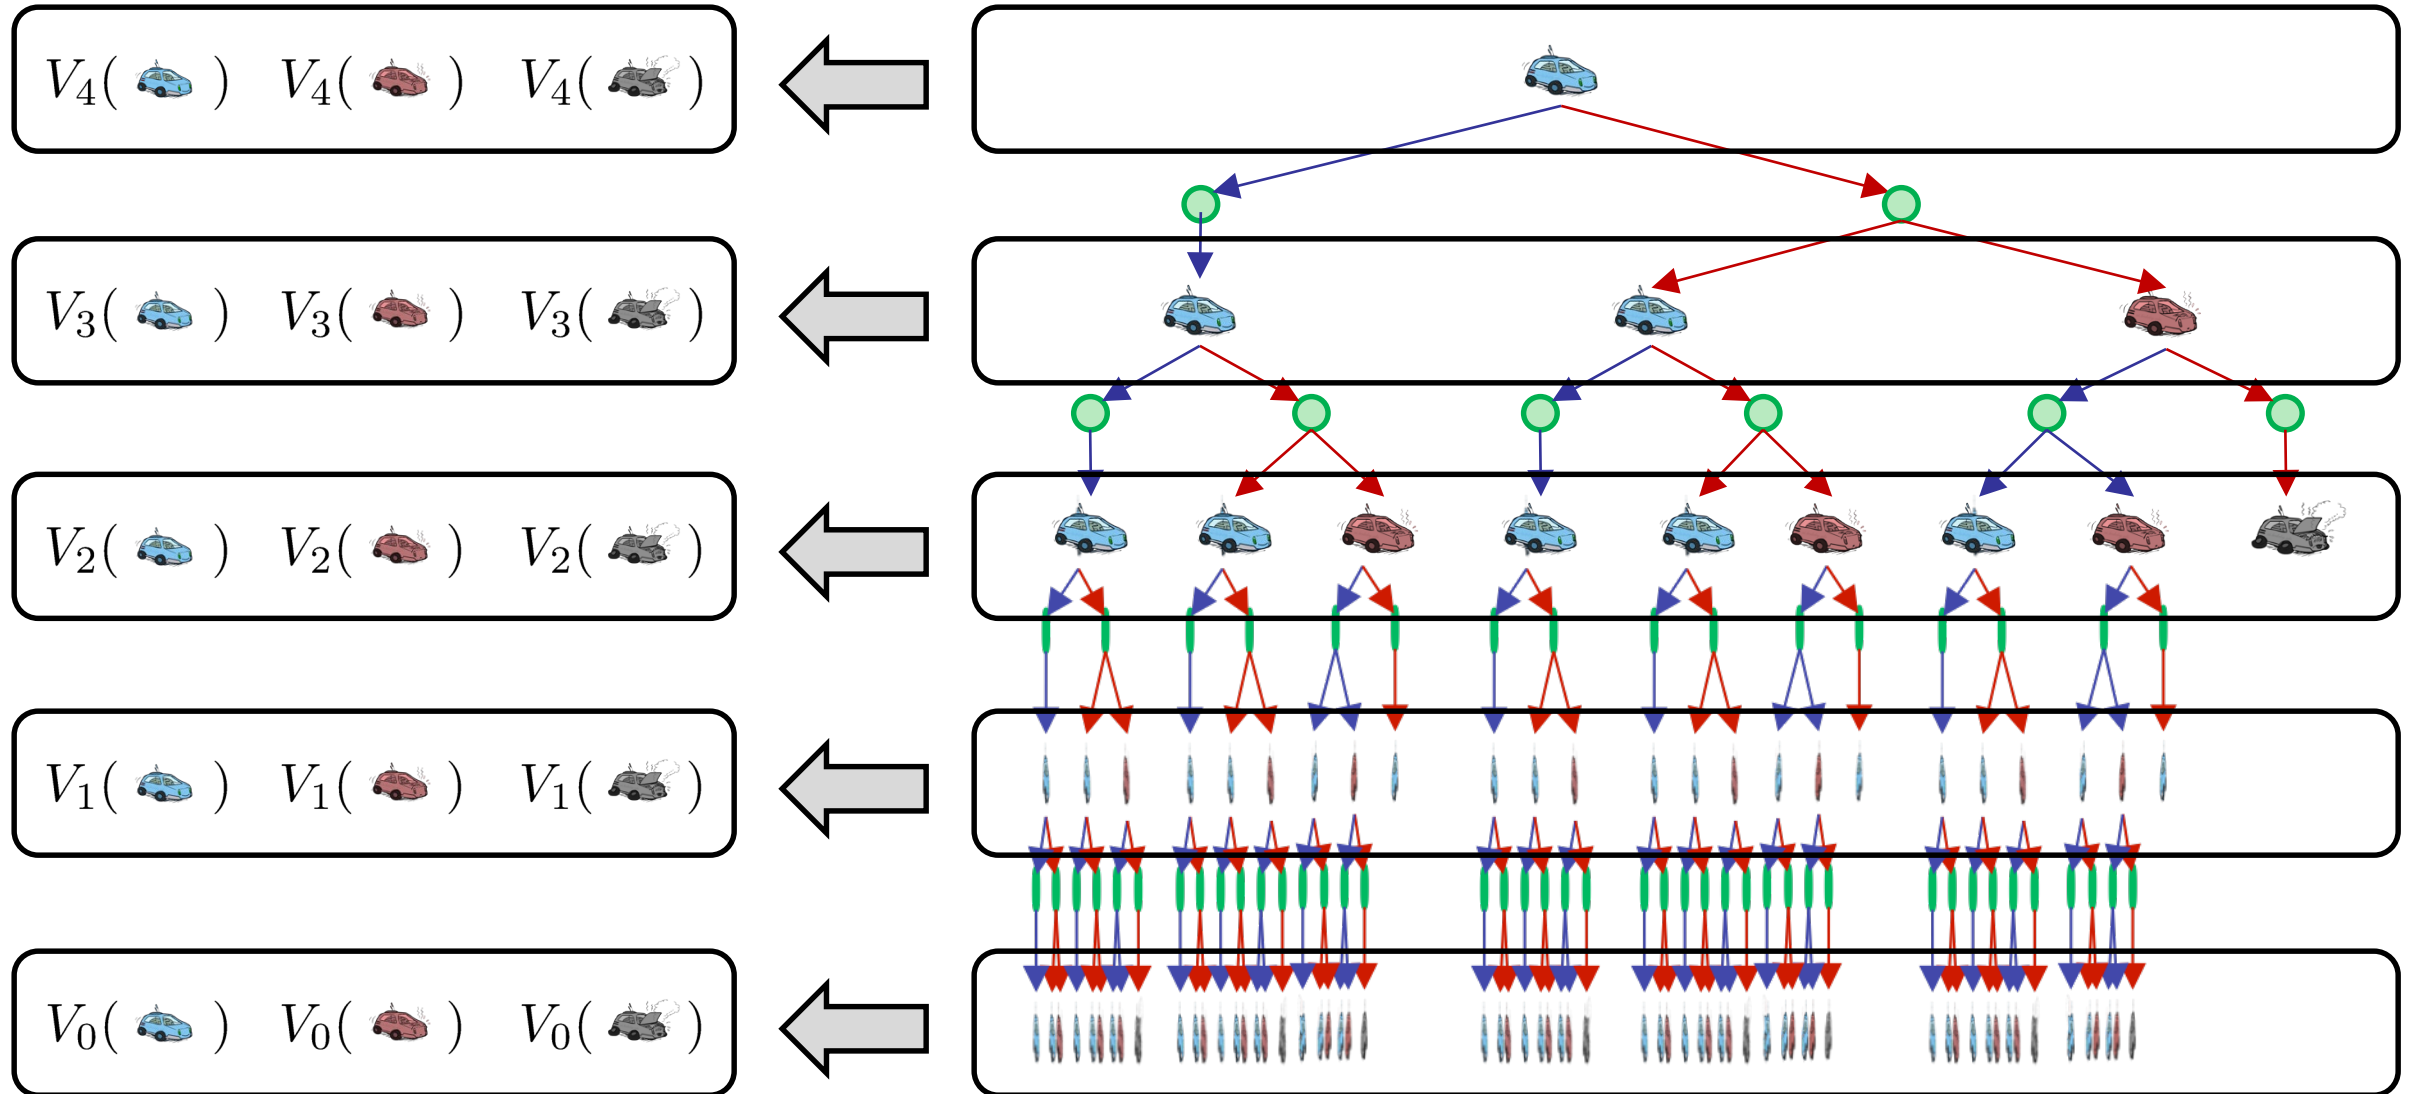 V4( ) V4( ) V4( )
V3( ) V3( ) V3( )
V2( ) V2( ) V2( )
V1( ) V1( ) V1( )
V0( ) V0( ) V0( )